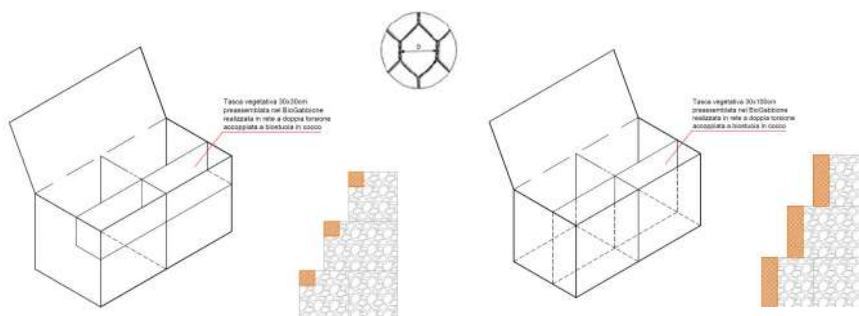 D
Tasca vegetativa 30x30cm
preassemblata nel BioGabbione
realizzata in rete a doppia torsione
accoppiata a biostuoia in cocco
Tasca vegetativa 30x100cm
preassemblata nel BioGabbione
realizzata in rete a doppia torsione
accoppiata a biostuoia in cocco